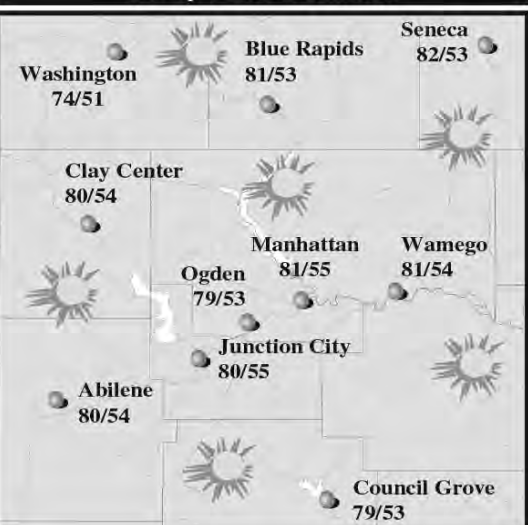 Seneca
82/53
Blue Rapids
81/53
Washington
74/51
Clay Center
80/54
Manhattan
81/55
Wamego
81/54
Ogden
79/53
Junction City
80/55
Abilene
80/54
Council Grove
79/53